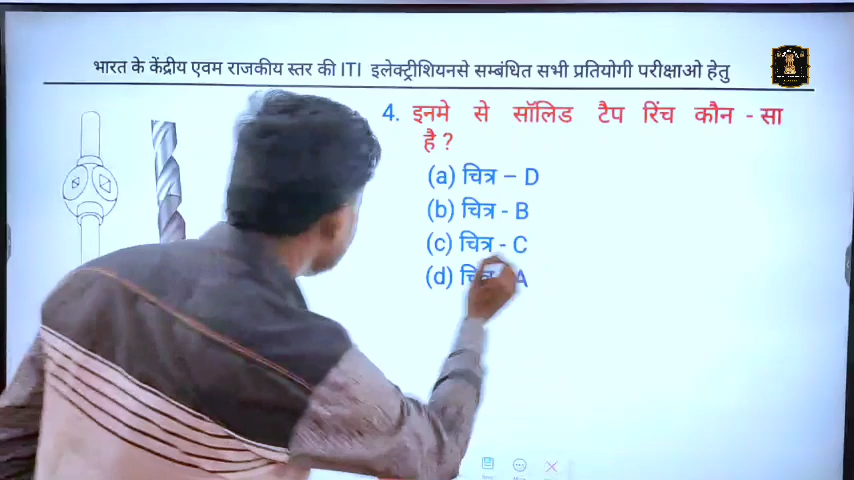 भारत के केंद्रीय एवम राजकीय स्तर की ITI इलेक्ट्रीशियनसे सम्बंधित सभी प्रतियोगी परीक्षाओ हेतु
4. इनमे से सॉलिड टैप रिंच कौन - सा
है ?
(a) चित्र – D
(b) चित्र - B
(c) चित्र - C
(d) चित्र - A